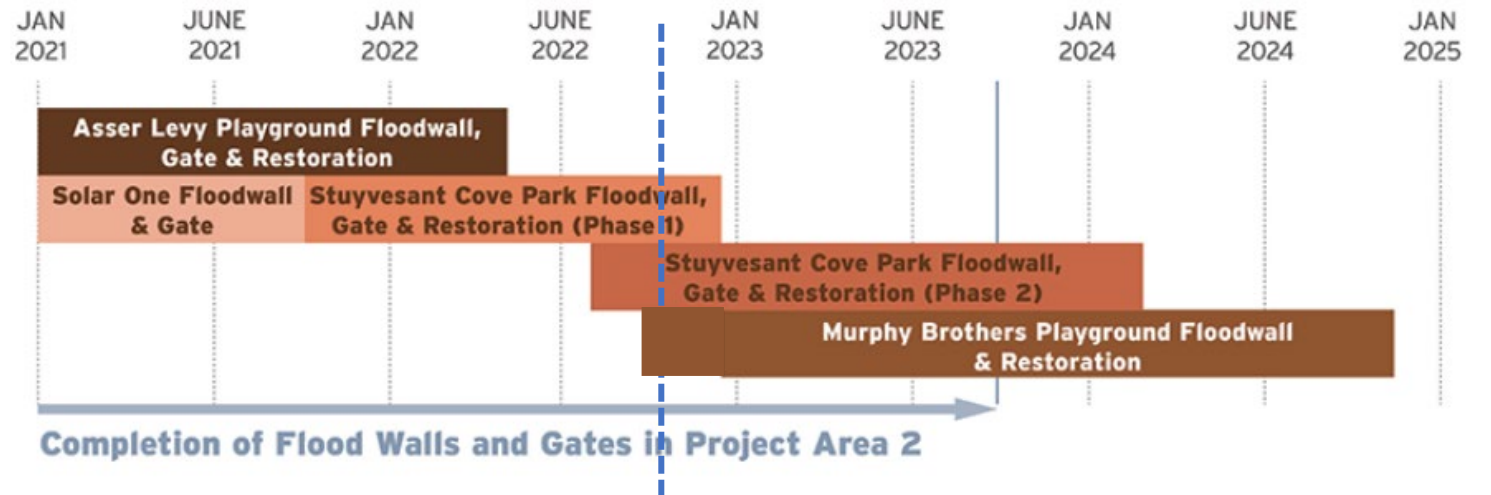 JAN JUNE JAN JUNE JAN JUNE JAN JUNE JAN
2021 2021 2022 2022 2023 2023 2024 2024 2025
Asser Levy Playground Floodwall,
Gate & Restoration
Solar One Floodwall
& Gate
Stuyvesant Cove Park Floodwall,
Gate & Restoration (Phase 1)
Stuyvesant Cove Park Floodwall,
Gate & Restoration (Phase 2)
Murphy Brothers Playground Floodwall
& Restoration
Completion of Flood Walls and Gates in Project Area 2